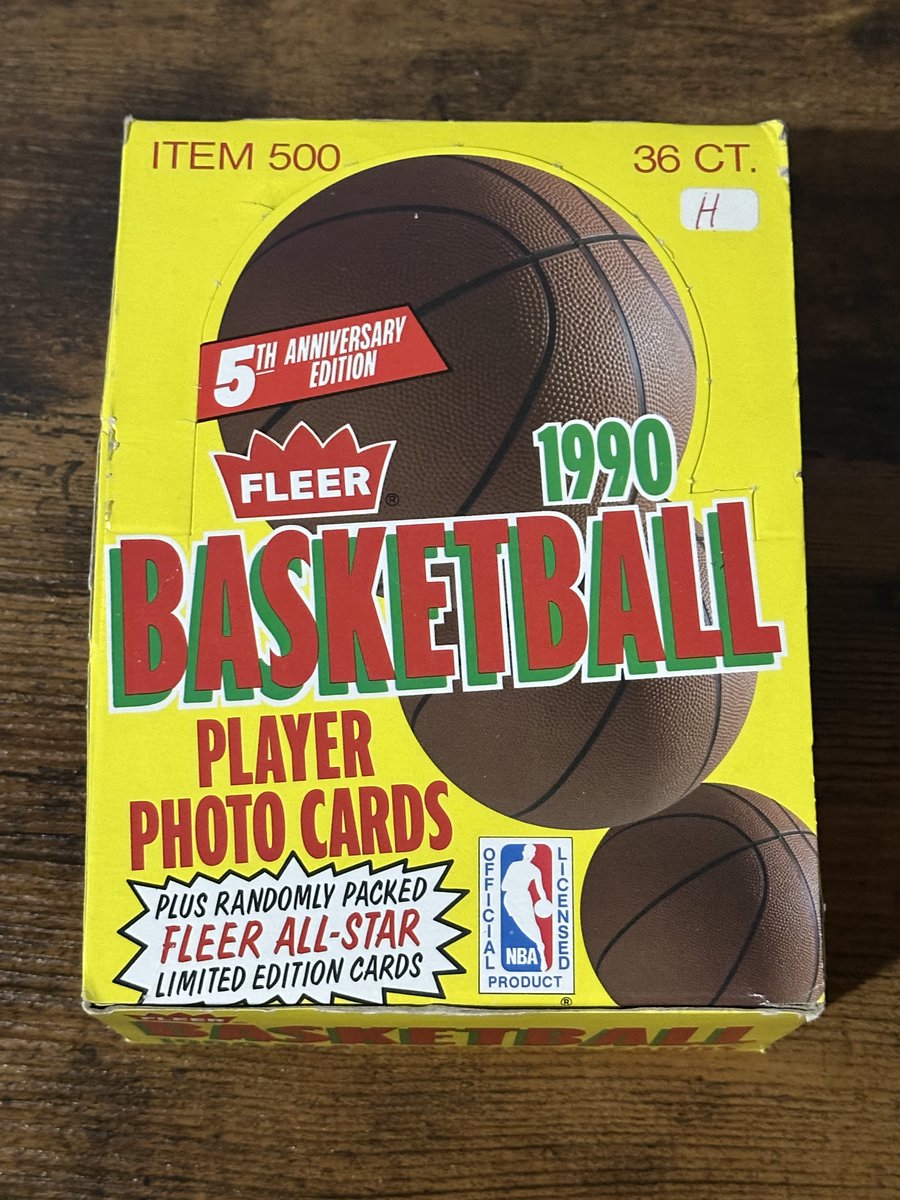 ITEM 500
36 CT.
H
5TH ANNIVERSARY
EDITION
FLEER®
1990
BASKETBALL
PLAYER
PHOTO CARDS
PLUS RANDOMLY PACKED
FLEER ALL-STAR
LIMITED EDITION CARDS
OFFICIAL
LICENSED
NBA
PRODUCT
®
BASKETBALL